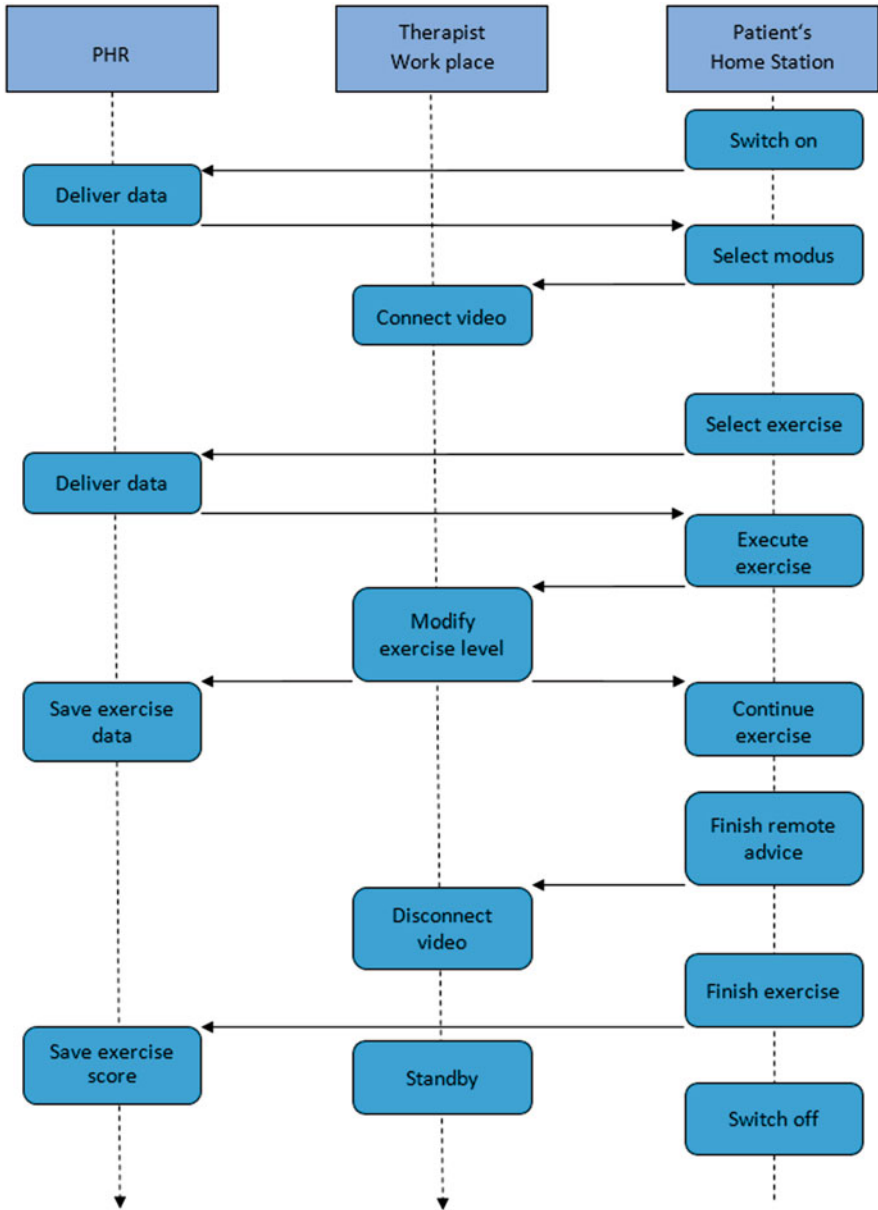 PHR
Therapist
Work place
Patient‘s
Home Station
Switch on
Deliver data
Select modus
Connect video
Select exercise
Deliver data
Execute
exercise
Modify
exercise level
Save exercise
data
Continue
exercise
Finish remote
advice
Disconnect
video
Finish exercise
Save exercise
score
Standby
Switch off